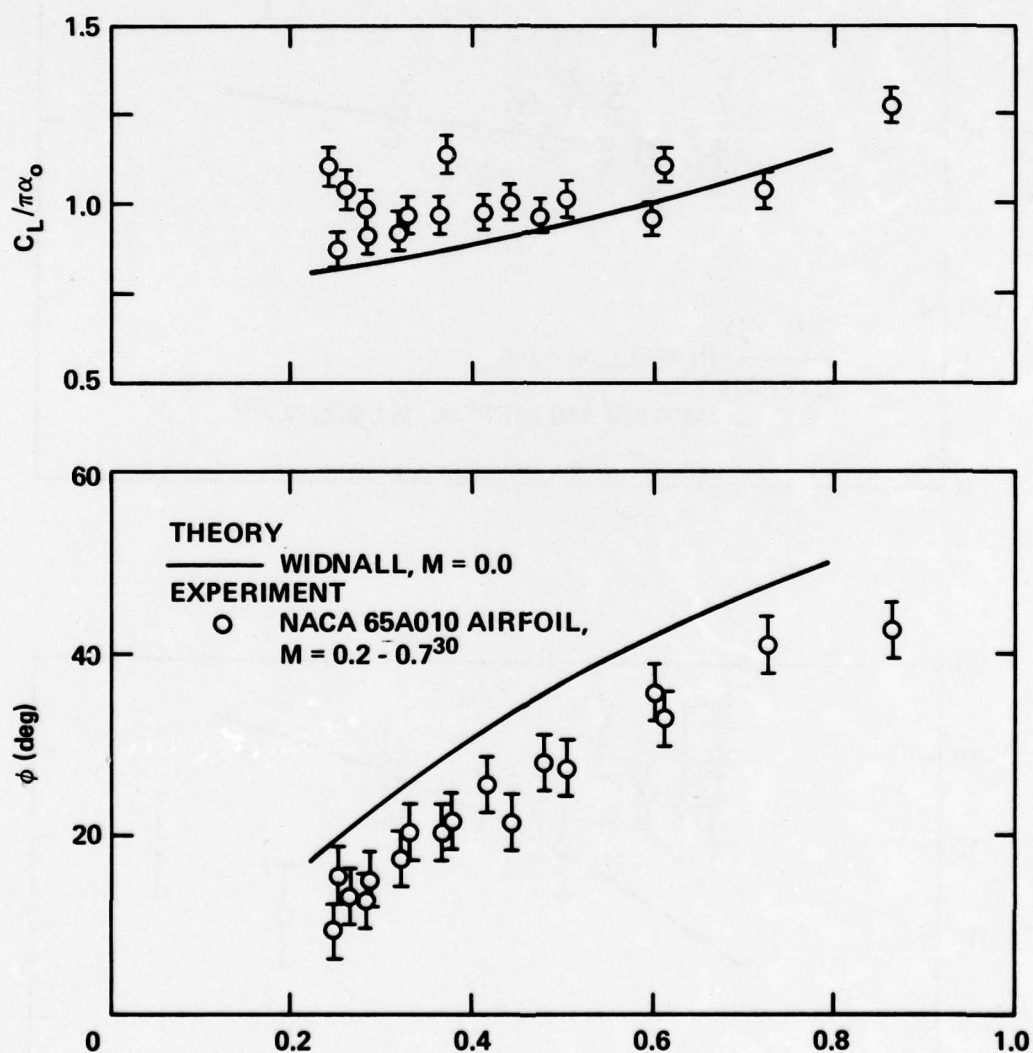 1.5
1.0
0.5
C_L/πα_o
60
40
20
0
φ (deg)
THEORY
WIDNALL, M = 0.0
EXPERIMENT
NACA 65A010 AIRFOIL,
M = 0.2 - 0.7^30
0.2
0.4
0.6
0.8
1.0